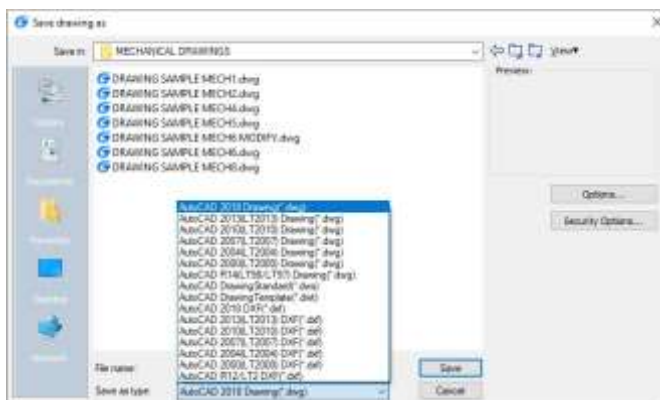 Save drawing as
Save in: MECHANICAL DRAWINGS
View
Preview:
DRAWING SAMPLE MECH1.dwg
DRAWING SAMPLE MECH2.dwg
DRAWING SAMPLE MECH4.dwg
DRAWING SAMPLE MECH5.dwg
DRAWING SAMPLE MECH6 MODIFY.dwg
DRAWING SAMPLE MECH6.dwg
DRAWING SAMPLE MECH8.dwg
Options...
Security Options...
AutoCAD 2018 Drawing(*.dwg)
AutoCAD 2013(LT2013) Drawing(*.dwg)
AutoCAD 2010(LT2010) Drawing(*.dwg)
AutoCAD 2007(LT2007) Drawing(*.dwg)
AutoCAD 2004(LT2004) Drawing(*.dwg)
AutoCAD 2000(LT2000) Drawing(*.dwg)
AutoCAD R14(LT98/LT97) Drawing(*.dwg)
AutoCAD DrawingStandard(*.dws)
AutoCAD DrawingTemplate(*.dwt)
AutoCAD 2018 DXF(*.dxf)
AutoCAD 2013(LT2013) DXF(*.dxf)
AutoCAD 2010(LT2010) DXF(*.dxf)
AutoCAD 2007(LT2007) DXF(*.dxf)
AutoCAD 2004(LT2004) DXF(*.dxf)
AutoCAD 2000(LT2000) DXF(*.dxf)
AutoCAD R12/LT2 DXF(*.dxf)
File name:
Save
Save as type: AutoCAD 2018 Drawing(*.dwg)
Cancel